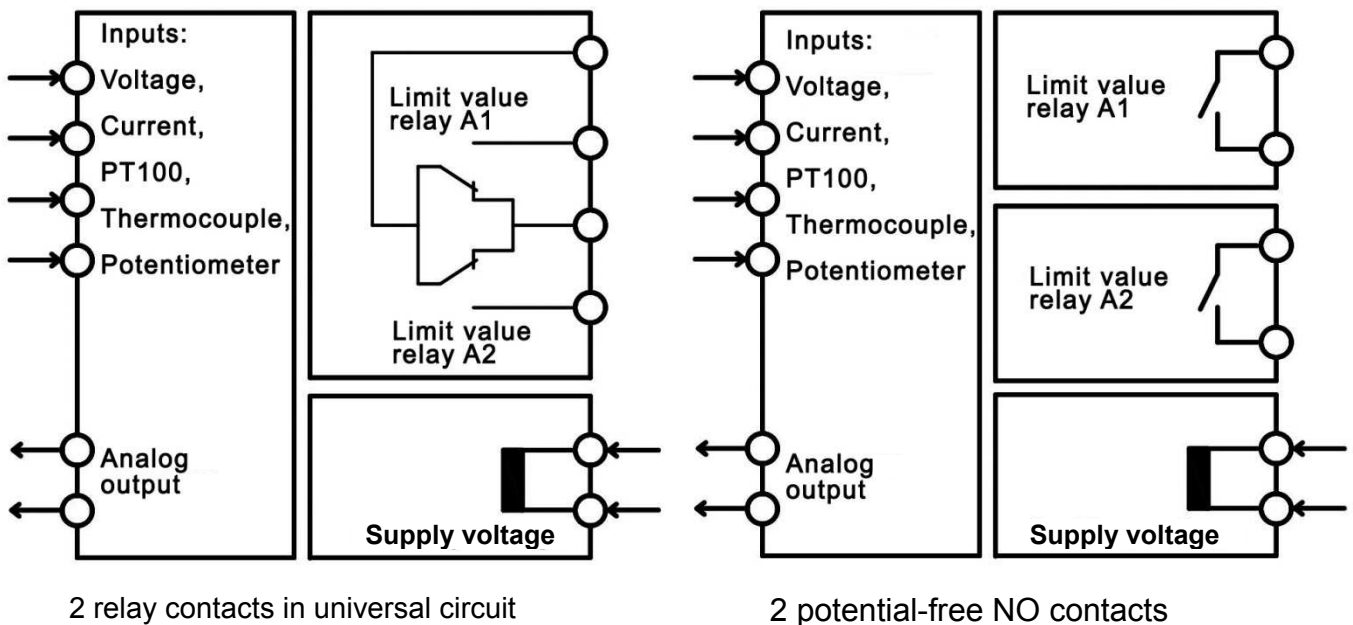 Inputs:
Voltage,
Current,
PT100,
Thermocouple,
Potentiometer
Analog
output
Limit value
relay A1
Limit value
relay A2
Supply voltage
2 relay contacts in universal circuit
Inputs:
Voltage,
Current,
PT100,
Thermocouple,
Potentiometer
Analog
output
Limit value
relay A1
Limit value
relay A2
Supply voltage
2 potential-free NO contacts